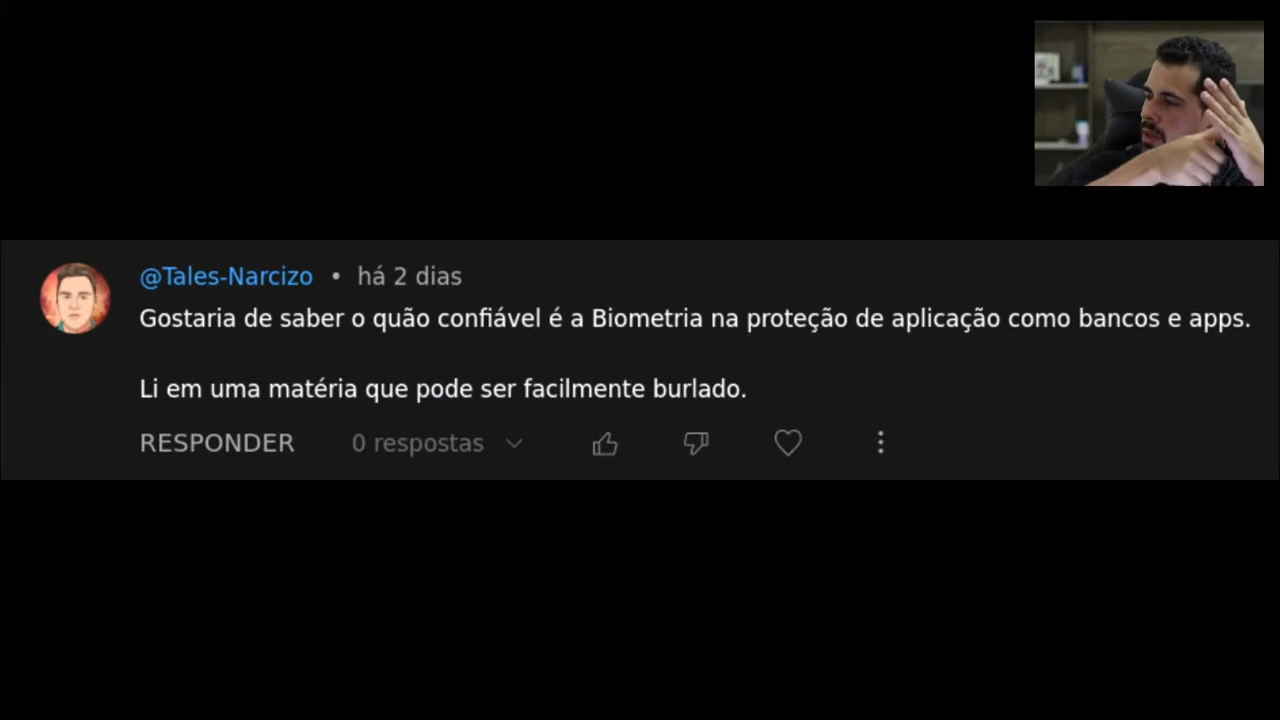 @Tales-Narcizo • há 2 dias
Gostaria de saber o quão confiável é a Biometria na proteção de aplicação como bancos e apps.
Li em uma matéria que pode ser facilmente burlado.
RESPONDER 0 respostas